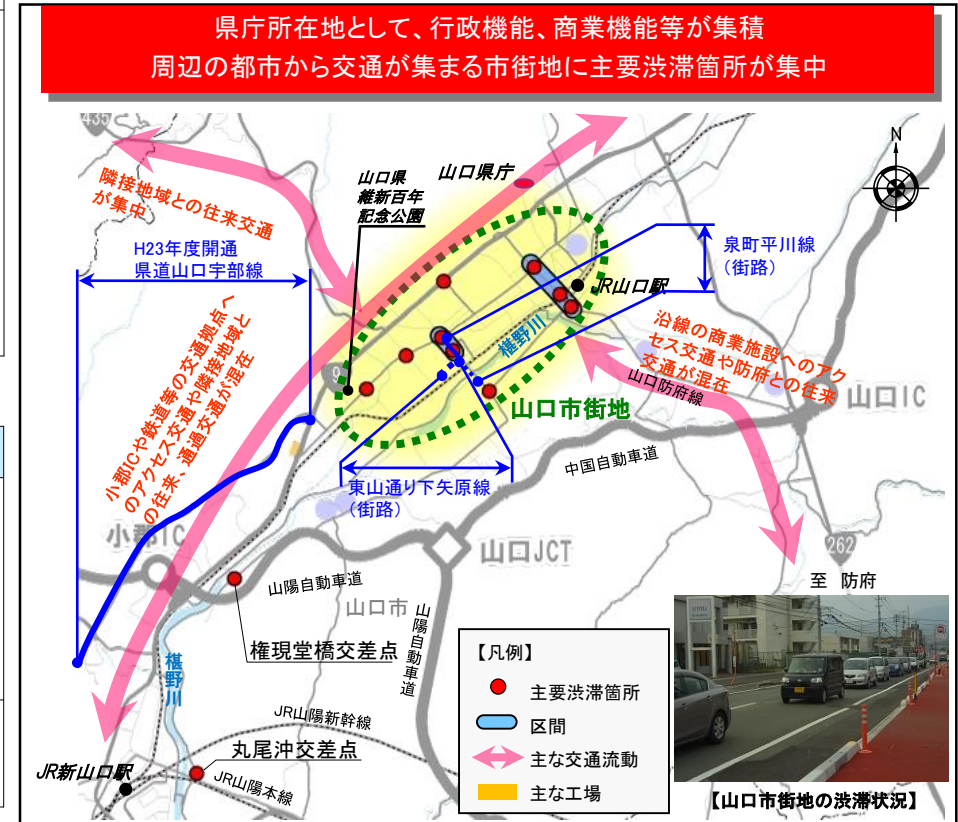 県庁所在地として、行政機能、商業機能等が集積
周辺の都市から交通が集まる市街地に主要渋滞箇所が集中
435
N
隣接地域との往来交通
が集中
山口県
維新百年
記念公園
山口県庁
H23年度開通
県道山口宇部線
泉町平川線
(街路)
JR山口駅
椹野川
小郡ICや鉄道等の交通拠点へ
のアクセス交通や隣接地域と
の往来、通過交通が混在
9
沿線の商業施設へのアク
セス交通や防府との往来
交通が混在
山口防府線
山口IC
山口市街地
中国自動車道
東山通り下矢原線
(街路)
小郡IC
山口JCT
262
至 防府
山陽自動車道
山口市
山陽自動車道
権現堂橋交差点
椹野川
JR山陽新幹線
丸尾沖交差点
JR新山口駅
JR山陽本線
【凡例】
主要渋滞箇所
区間
主な交通流動
主な工場
【山口市街地の渋滞状況】